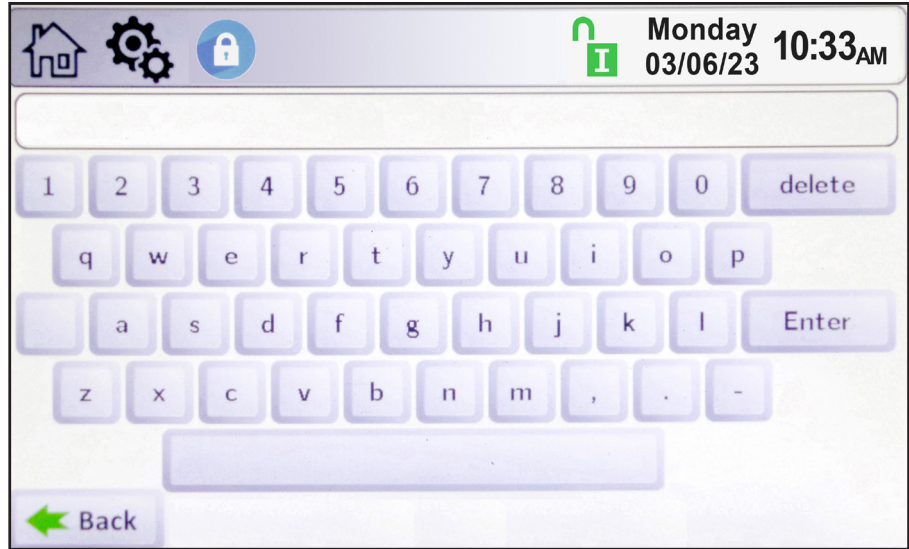 I
Monday
03/06/23
10:33AM
1 2 3 4 5 6 7 8 9 0 delete
q w e r t y u i o p
a s d f g h j k l Enter
z x c v b n m , . -
Back